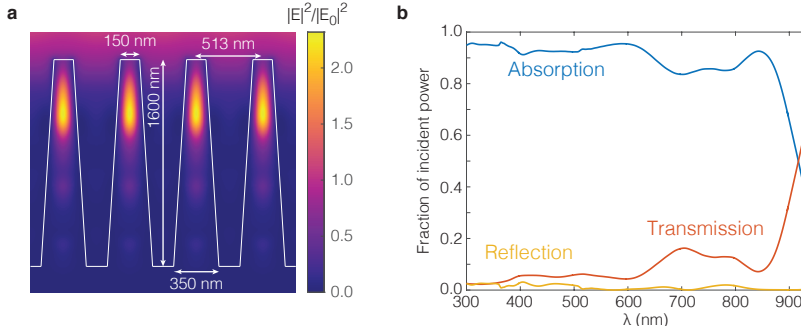 a
|E|²/|E₀|²
150 nm
513 nm
1600 nm
350 nm
2.0
1.5
1.0
0.5
0.0
b
Fraction of incident power
1.0
0.8
0.6
0.4
0.2
0.0
Absorption
Transmission
Reflection
300 400 500 600 700 800 900
λ (nm)